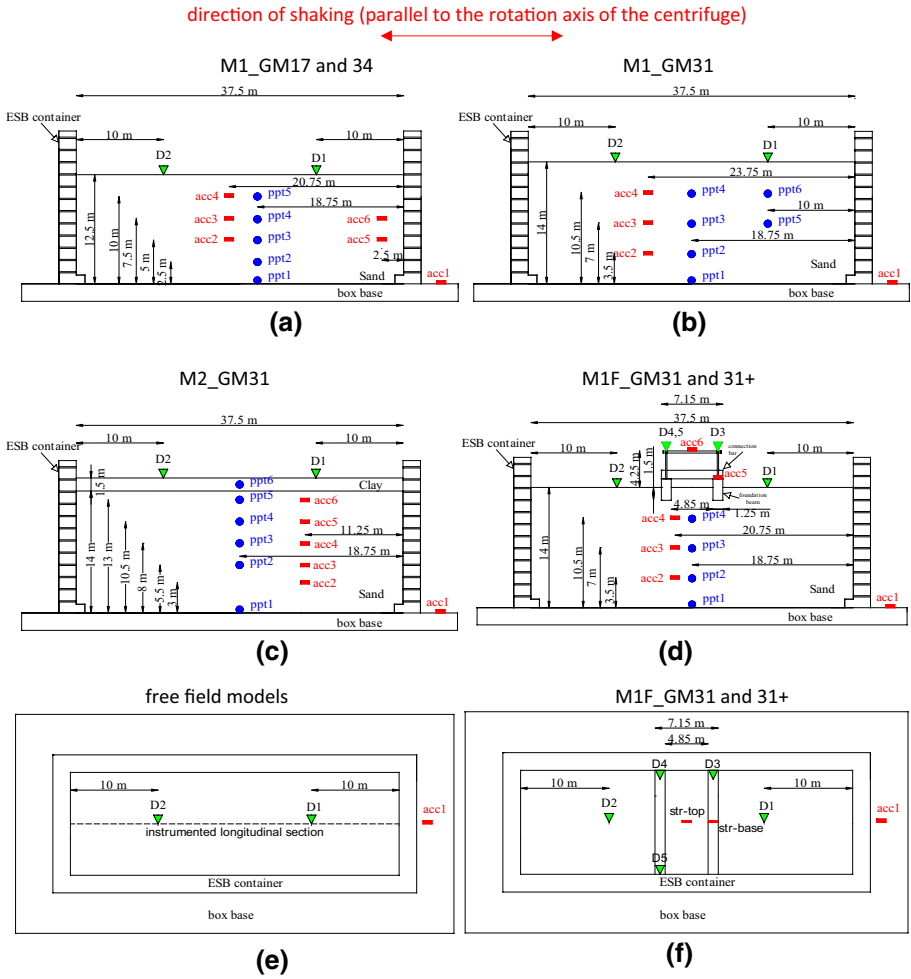 direction of shaking (parallel to the rotation axis of the centrifuge)
M1_GM17 and 34
37.5 m
ESB container
10 m
10 m
D2
D1
20.75 m
acc4
ppt5
18.75 m
acc3
ppt4
acc6
acc2
ppt3
acc5
ppt2
2.5 m
ppt1
Sand
acc1
12.5 m
10 m
7.5 m
5 m
2.5 m
box base
(a)
M1_GM31
37.5 m
ESB container
10 m
10 m
D2
D1
23.75 m
acc4
ppt4
ppt6
10 m
acc3
ppt3
ppt5
18.75 m
acc2
ppt2
Sand
ppt1
acc1
14 m
10.5 m
7 m
3.5 m
box base
(b)
M2_GM31
37.5 m
ESB container
10 m
10 m
D2
D1
1.5 m
ppt6
Clay
ppt5
acc6
ppt4
acc5
11.25 m
ppt3
acc4
18.75 m
ppt2
acc3
acc2
Sand
ppt1
acc1
14 m
13 m
10.5 m
8 m
5.5 m
3 m
box base
(c)
M1F_GM31 and 31+
7.15 m
37.5 m
ESB container
D4,5
D3
acc6
10 m
10 m
connection
bar
4.25 m
1.5 m
acc5
D2
D1
foundation
beam
4.85 m
1.25 m
acc4
ppt4
20.75 m
acc3
ppt3
18.75 m
acc2
ppt2
Sand
ppt1
acc1
14 m
10.5 m
7 m
3.5 m
box base
(d)
free field models
10 m
10 m
D2
D1
acc1
instrumented longitudinal section
ESB container
box base
(e)
M1F_GM31 and 31+
7.15 m
4.85 m
D4
D3
10 m
10 m
D2
str-top
D1
acc1
str-base
D5
ESB container
box base
(f)